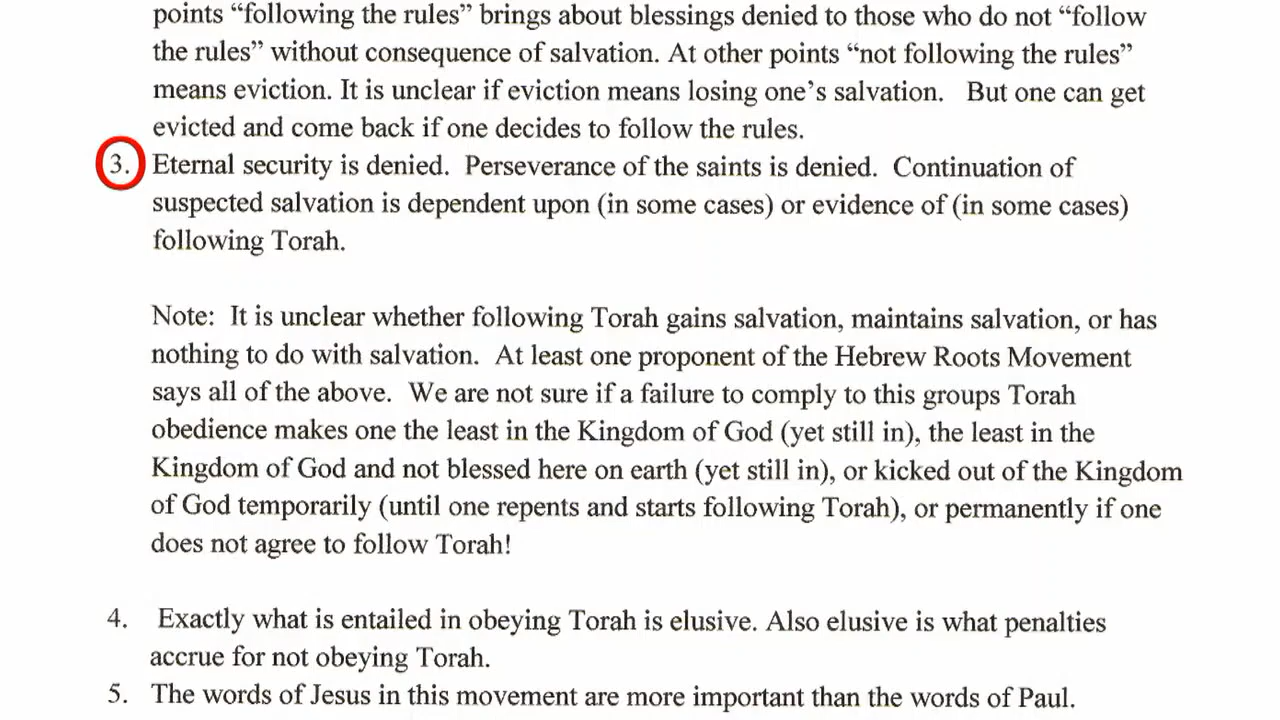 points “following the rules” brings about blessings denied to those who do not “follow
the rules” without consequence of salvation. At other points “not following the rules”
means eviction. It is unclear if eviction means losing one’s salvation. But one can get
evicted and come back if one decides to follow the rules.
3. Eternal security is denied. Perseverance of the saints is denied. Continuation of
suspected salvation is dependent upon (in some cases) or evidence of (in some cases)
following Torah.
Note: It is unclear whether following Torah gains salvation, maintains salvation, or has
nothing to do with salvation. At least one proponent of the Hebrew Roots Movement
says all of the above. We are not sure if a failure to comply to this groups Torah
obedience makes one the least in the Kingdom of God (yet still in), the least in the
Kingdom of God and not blessed here on earth (yet still in), or kicked out of the Kingdom
of God temporarily (until one repents and starts following Torah), or permanently if one
does not agree to follow Torah!
4. Exactly what is entailed in obeying Torah is elusive. Also elusive is what penalties
accrue for not obeying Torah.
5. The words of Jesus in this movement are more important than the words of Paul.